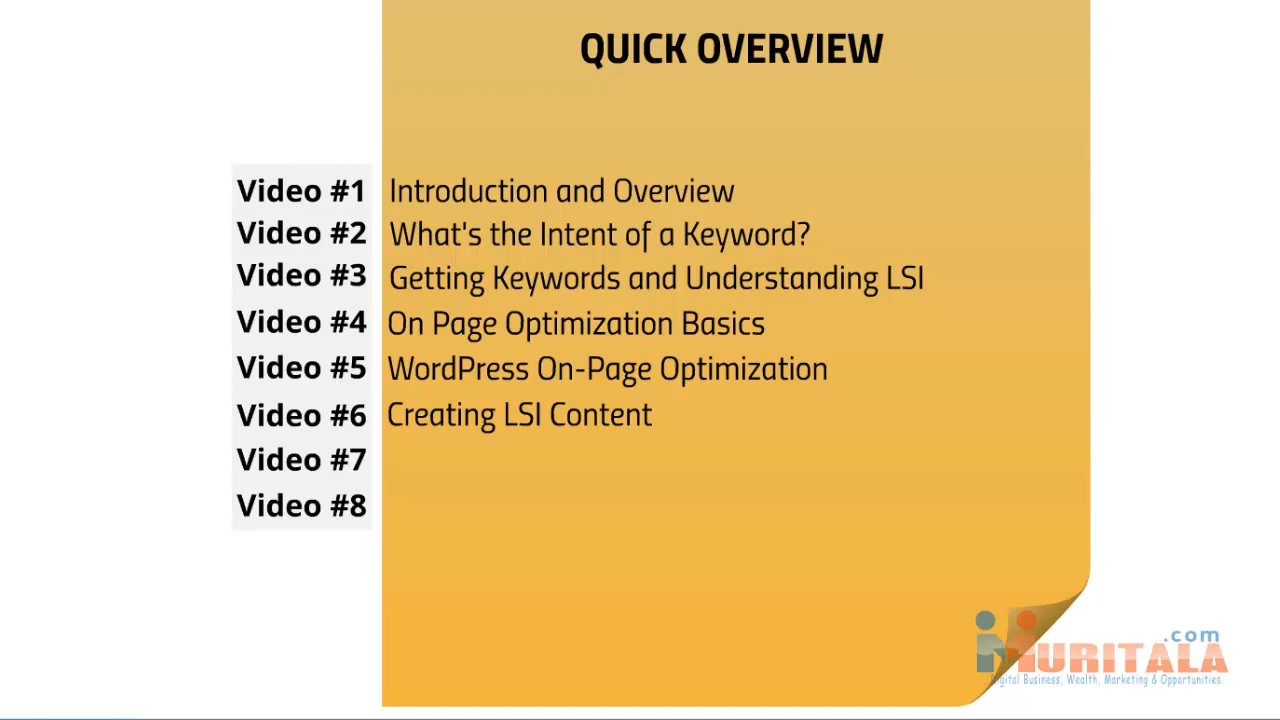 QUICK OVERVIEW
Video #1 Introduction and Overview
Video #2 What's the Intent of a Keyword?
Video #3 Getting Keywords and Understanding LSI
Video #4 On Page Optimization Basics
Video #5 WordPress On-Page Optimization
Video #6 Creating LSI Content
Video #7
Video #8
.com
MURITALA
Digital Business, Wealth, Marketing & Opportunities